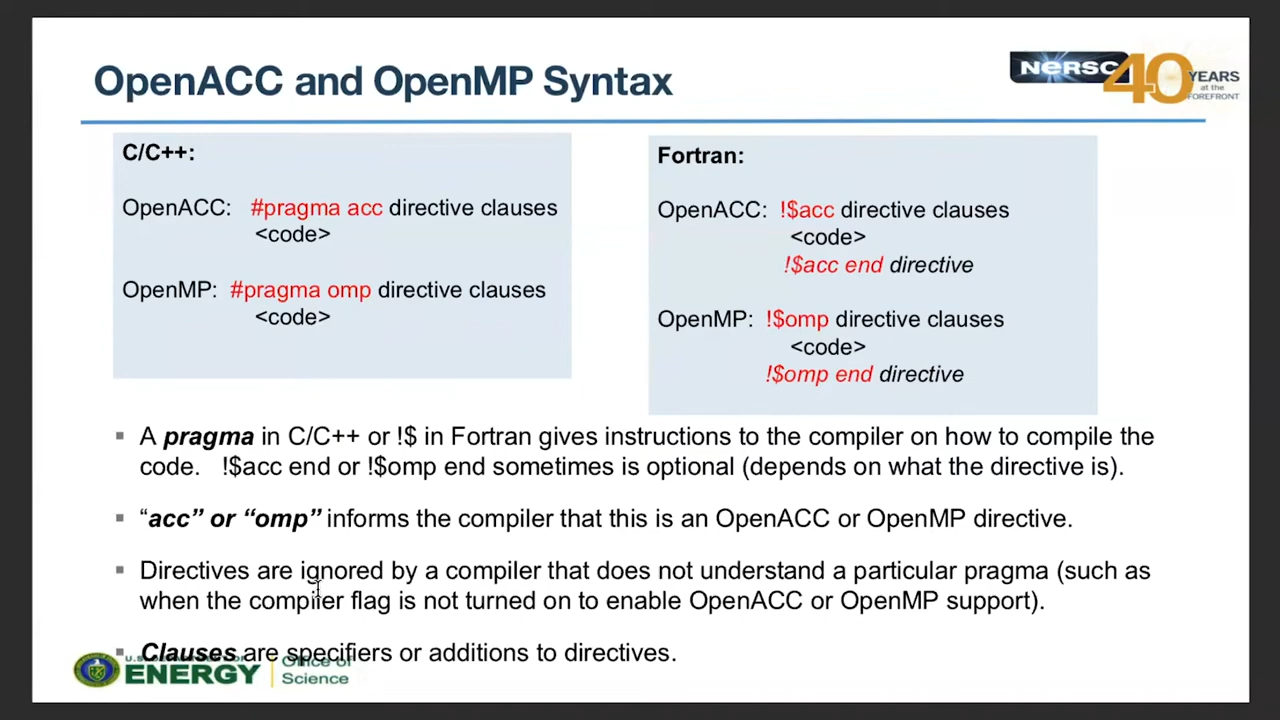 OpenACC and OpenMP Syntax
NERSC 40 YEARS
at the
FOREFRONT
C/C++:
OpenACC: #pragma acc directive clauses
<code>
OpenMP: #pragma omp directive clauses
<code>
Fortran:
OpenACC: !$acc directive clauses
<code>
!$acc end directive
OpenMP: !$omp directive clauses
<code>
!$omp end directive
▪ A pragma in C/C++ or !$ in Fortran gives instructions to the compiler on how to compile the
code. !$acc end or !$omp end sometimes is optional (depends on what the directive is).
▪ “acc” or “omp” informs the compiler that this is an OpenACC or OpenMP directive.
▪ Directives are ignored by a compiler that does not understand a particular pragma (such as
when the compiler flag is not turned on to enable OpenACC or OpenMP support).
▪ Clauses are specifiers or additions to directives.
ENERGY
Office of
Science